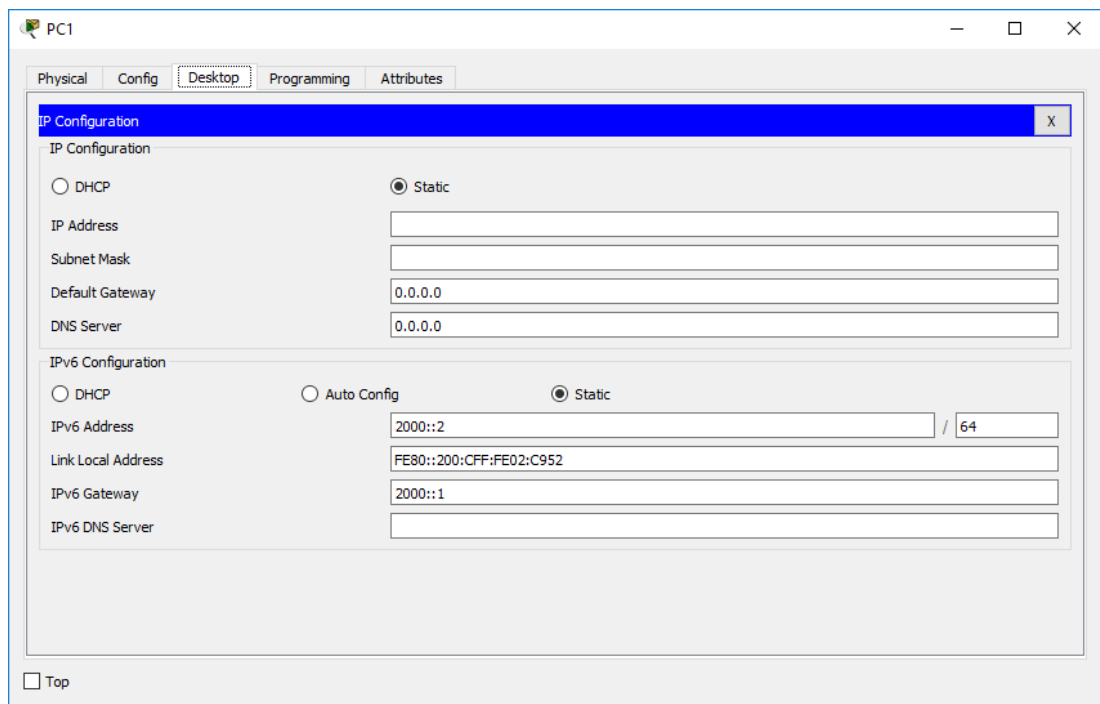 PC1
Physical Config Desktop Programming Attributes
IP Configuration X
IP Configuration
DHCP Static
IP Address
Subnet Mask
Default Gateway 0.0.0.0
DNS Server 0.0.0.0
IPv6 Configuration
DHCP Auto Config Static
IPv6 Address 2000::2 / 64
Link Local Address FE80::200:CFF:FE02:C952
IPv6 Gateway 2000::1
IPv6 DNS Server
Top